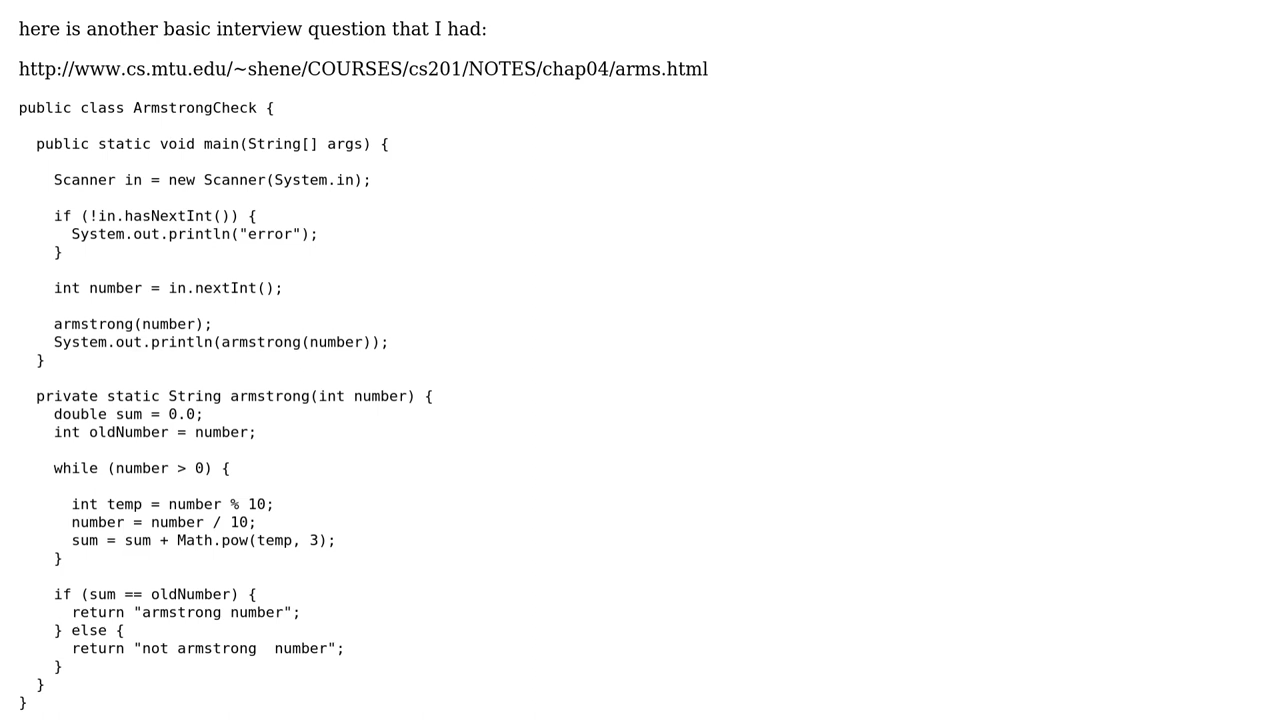 here is another basic interview question that I had:
http://www.cs.mtu.edu/~shene/COURSES/cs201/NOTES/chap04/arms.html
public class ArmstrongCheck {
  public static void main(String[] args) {
    Scanner in = new Scanner(System.in);
    if (!in.hasNextInt()) {
      System.out.println("error");
    }
    int number = in.nextInt();
    armstrong(number);
    System.out.println(armstrong(number));
  }
  private static String armstrong(int number) {
    double sum = 0.0;
    int oldNumber = number;
    while (number > 0) {
      int temp = number % 10;
      number = number / 10;
      sum = sum + Math.pow(temp, 3);
    }
    if (sum == oldNumber) {
      return "armstrong number";
    } else {
      return "not armstrong  number";
    }
  }
}